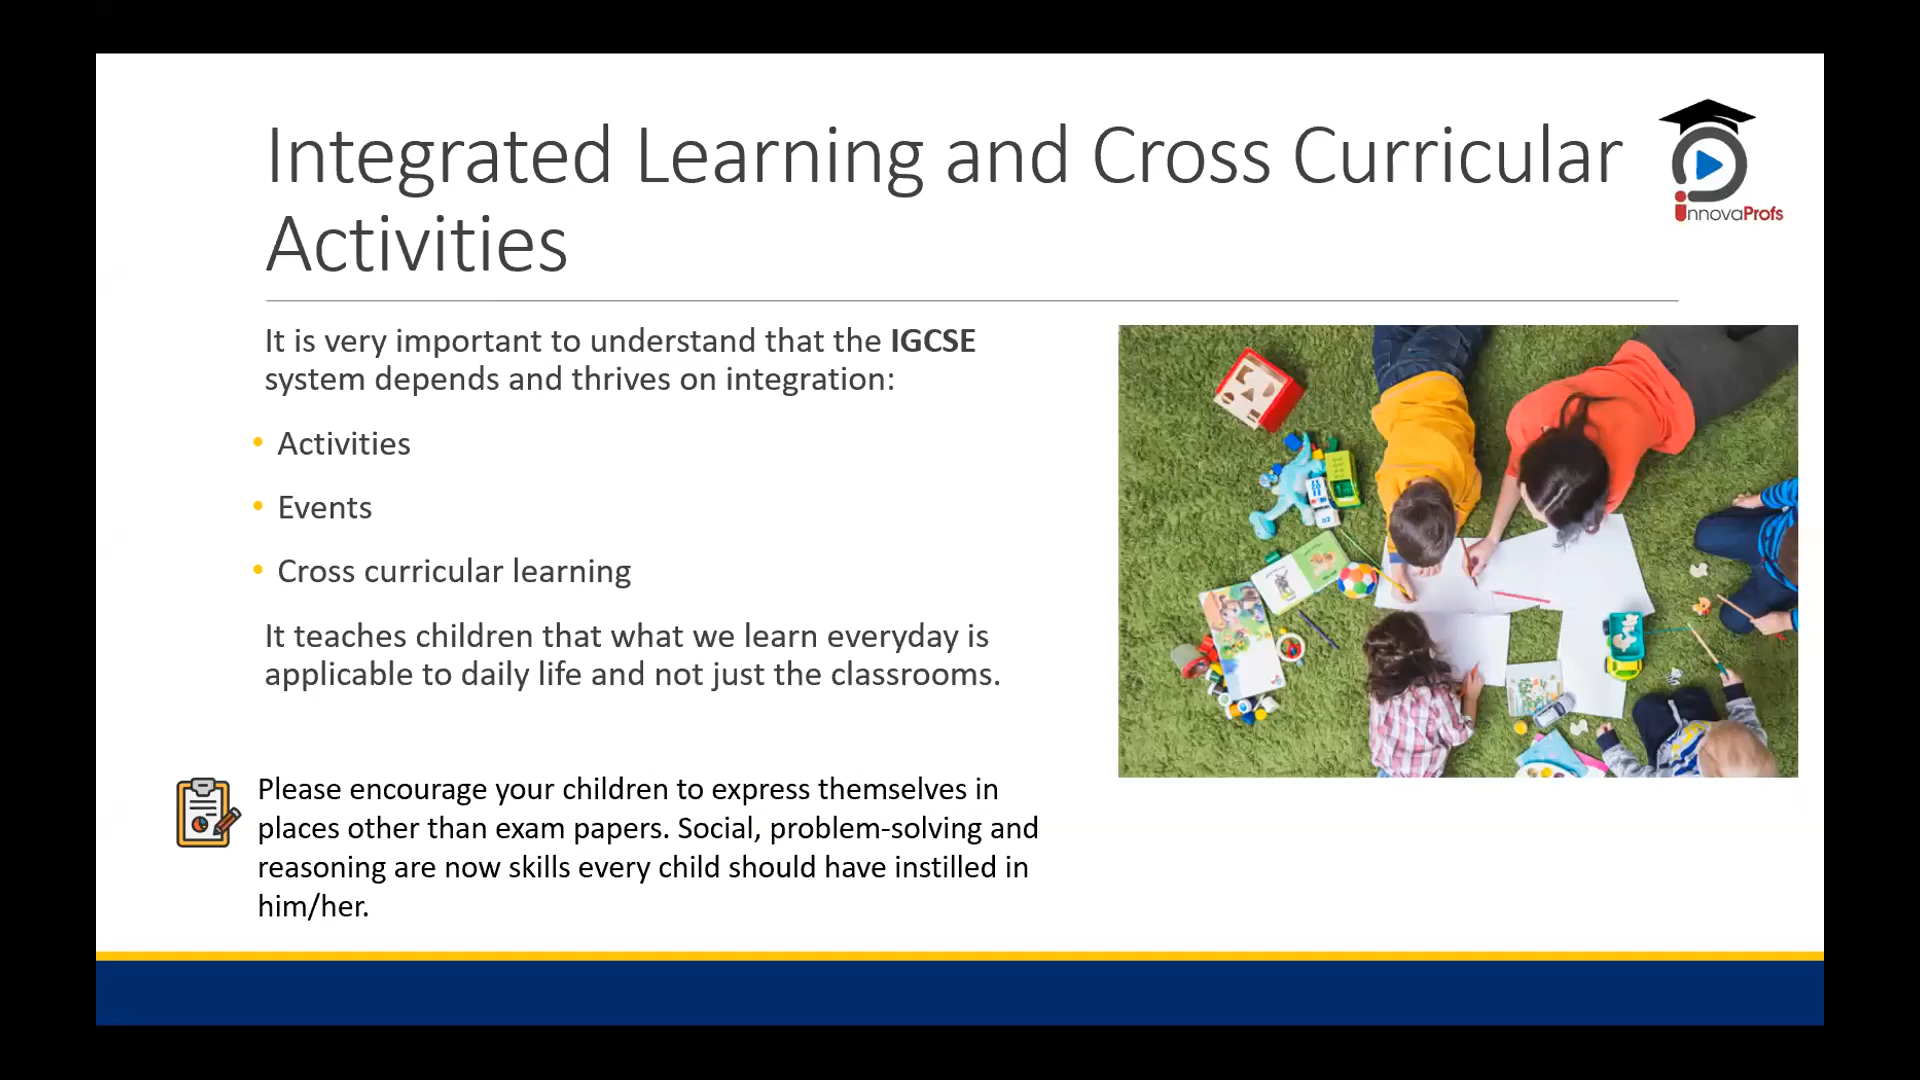 Integrated Learning and Cross Curricular
Activities
innovaProfs
It is very important to understand that the IGCSE
system depends and thrives on integration:
• Activities
• Events
• Cross curricular learning
It teaches children that what we learn everyday is
applicable to daily life and not just the classrooms.
Please encourage your children to express themselves in
places other than exam papers. Social, problem-solving and
reasoning are now skills every child should have instilled in
him/her.